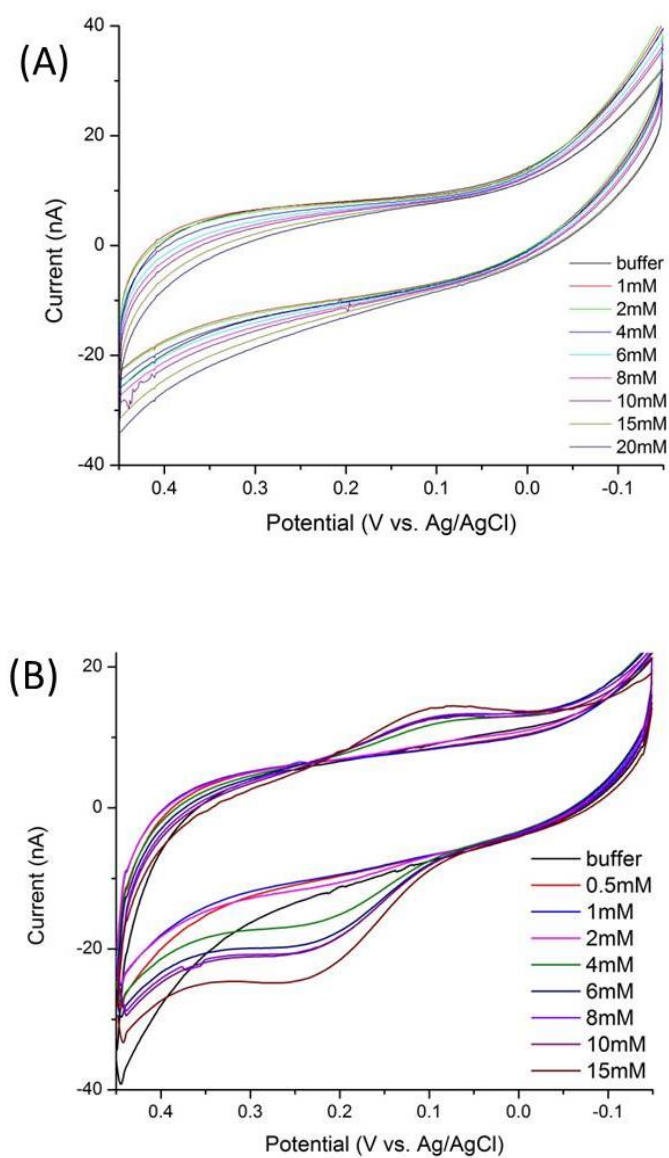 (A)
40
20
0
-20
-40
Current (nA)
0.4 0.3 0.2 0.1 0.0 -0.1
Potential (V vs. Ag/AgCl)
buffer
1mM
2mM
4mM
6mM
8mM
10mM
15mM
20mM
(B)
20
0
-20
-40
Current (nA)
0.4 0.3 0.2 0.1 0.0 -0.1
Potential (V vs. Ag/AgCl)
buffer
0.5mM
1mM
2mM
4mM
6mM
8mM
10mM
15mM